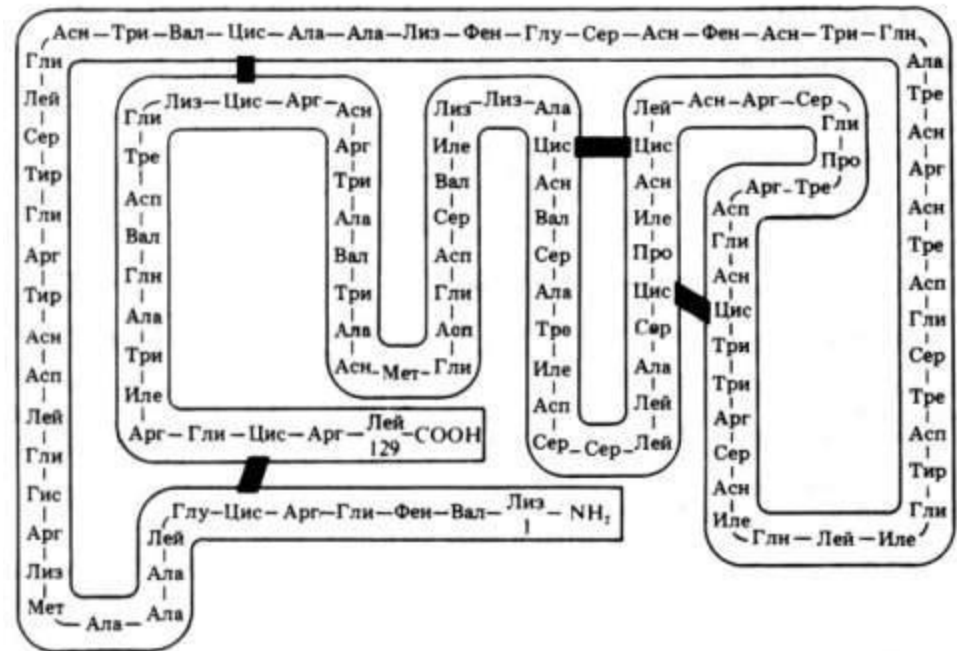 Асн—Три—Вал—Цис—Ала—Ала—Лиз—Фен—Глу—Сер—Асн—Фен—Асн—Три—Глн
Гли
Лей
Сер
Тир
Гли
Арг
Тир
Асн
Асп
Лей
Гли
Гис
Арг
Лиз
Мет
Ала
Ала
Ала
Лей
Глу—Цис—Арг—Гли—Фен—Вал—Лиз—NH₂
1
Лиз—Цис—Арг
Гли
Тре
Асп
Вал
Глн
Ала
Три
Иле
Арг—Гли—Цис—Арг—Лей—COOH
129
Асн
Арг
Три
Ала
Вал
Три
Ала
Асн—Мет—Гли
Лиз—Лиз
Иле
Вал
Сер
Асп
Гли
Асп
Ала
Цис
Асн
Вал
Сер
Ала
Тре
Иле
Асп
Сер—Сер—Лей
Лей—Асн—Арг—Сер
Цис
Асн
Иле
Про
Цис
Сер
Ала
Лей
Гли
Про
Арг—Тре
Асп
Гли
Асн
Цис
Три
Три
Арг
Сер
Асн
Иле
Глн—Лей—Иле
Ала
Тре
Асн
Арг
Асн
Тре
Асп
Гли
Сер
Тре
Асп
Тир
Гли